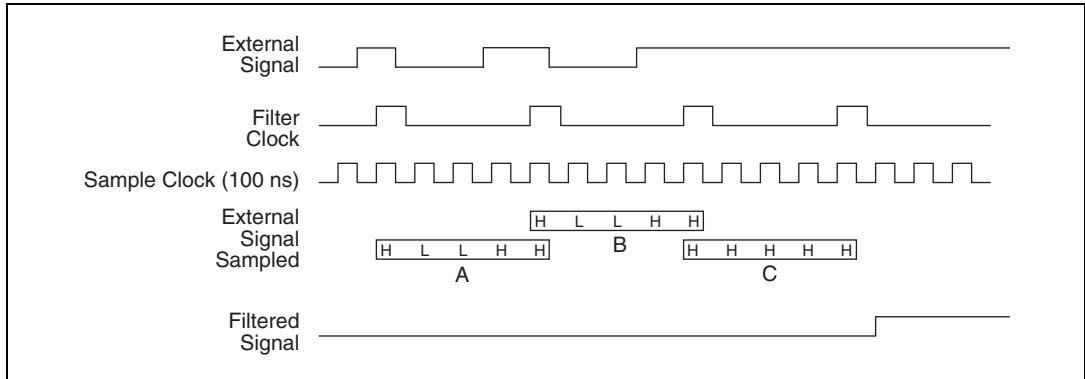 External
Signal
Filter
Clock
Sample Clock (100 ns)
External
Signal
Sampled
H L L H H
B
H L L H H
A
H H H H H
C
Filtered
Signal